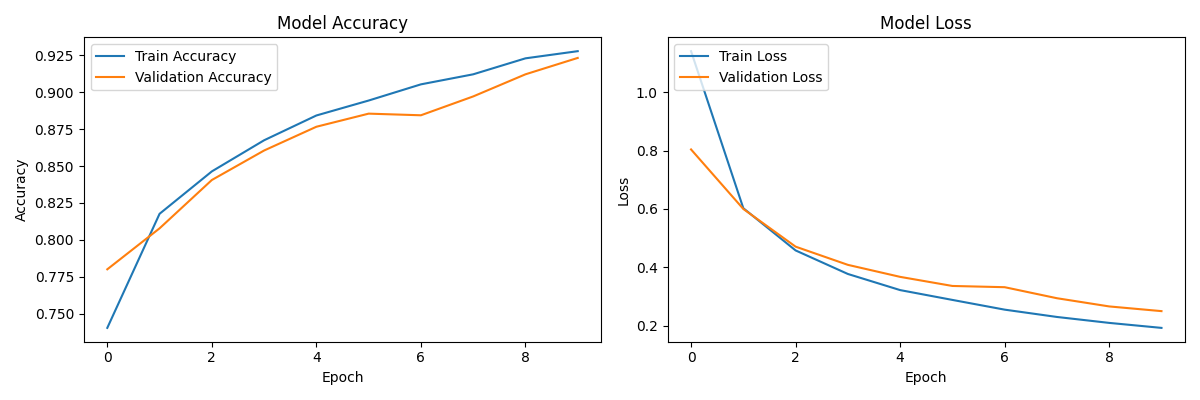 Model Accuracy
Train Accuracy
Validation Accuracy
Accuracy
0.925
0.900
0.875
0.850
0.825
0.800
0.775
0.750
0 2 4 6 8
Epoch
Model Loss
Train Loss
Validation Loss
Loss
1.0
0.8
0.6
0.4
0.2
0 2 4 6 8
Epoch